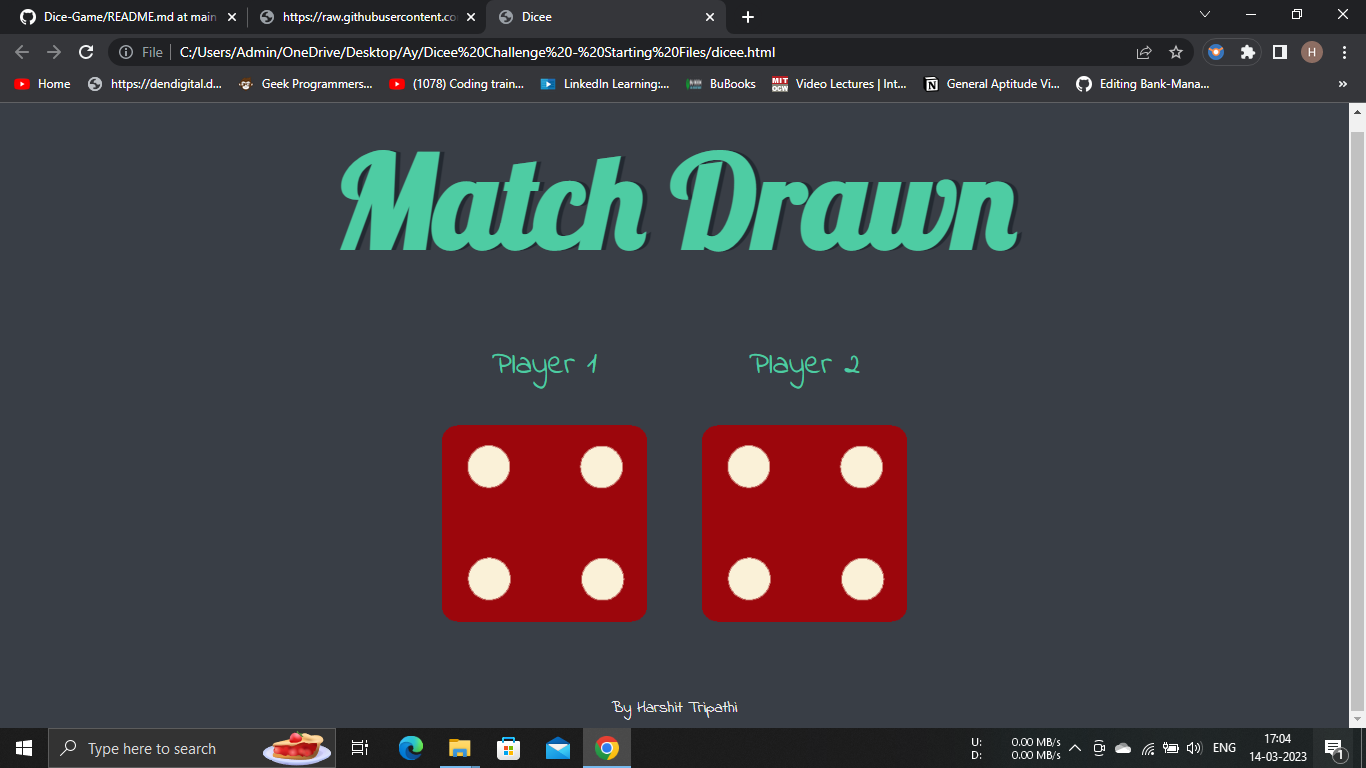 Dice-Game/README.md at main
https://raw.githubusercontent.co
Dicee
File
C:/Users/Admin/OneDrive/Desktop/Ay/Dicee%20Challenge%20-%20Starting%20Files/dicee.html
H
Home
https://dendigital.d...
Geek Programmers...
(1078) Coding train...
LinkedIn Learning:...
BuBooks
MIT OCW
Video Lectures | Int...
General Aptitude Vi...
Editing Bank-Mana...
»
Match Drawn
Player 1
Player 2
By Harshit Tripathi
Type here to search
U: 0.00 MB/s
D: 0.00 MB/s
ENG
17:04
14-03-2023
1